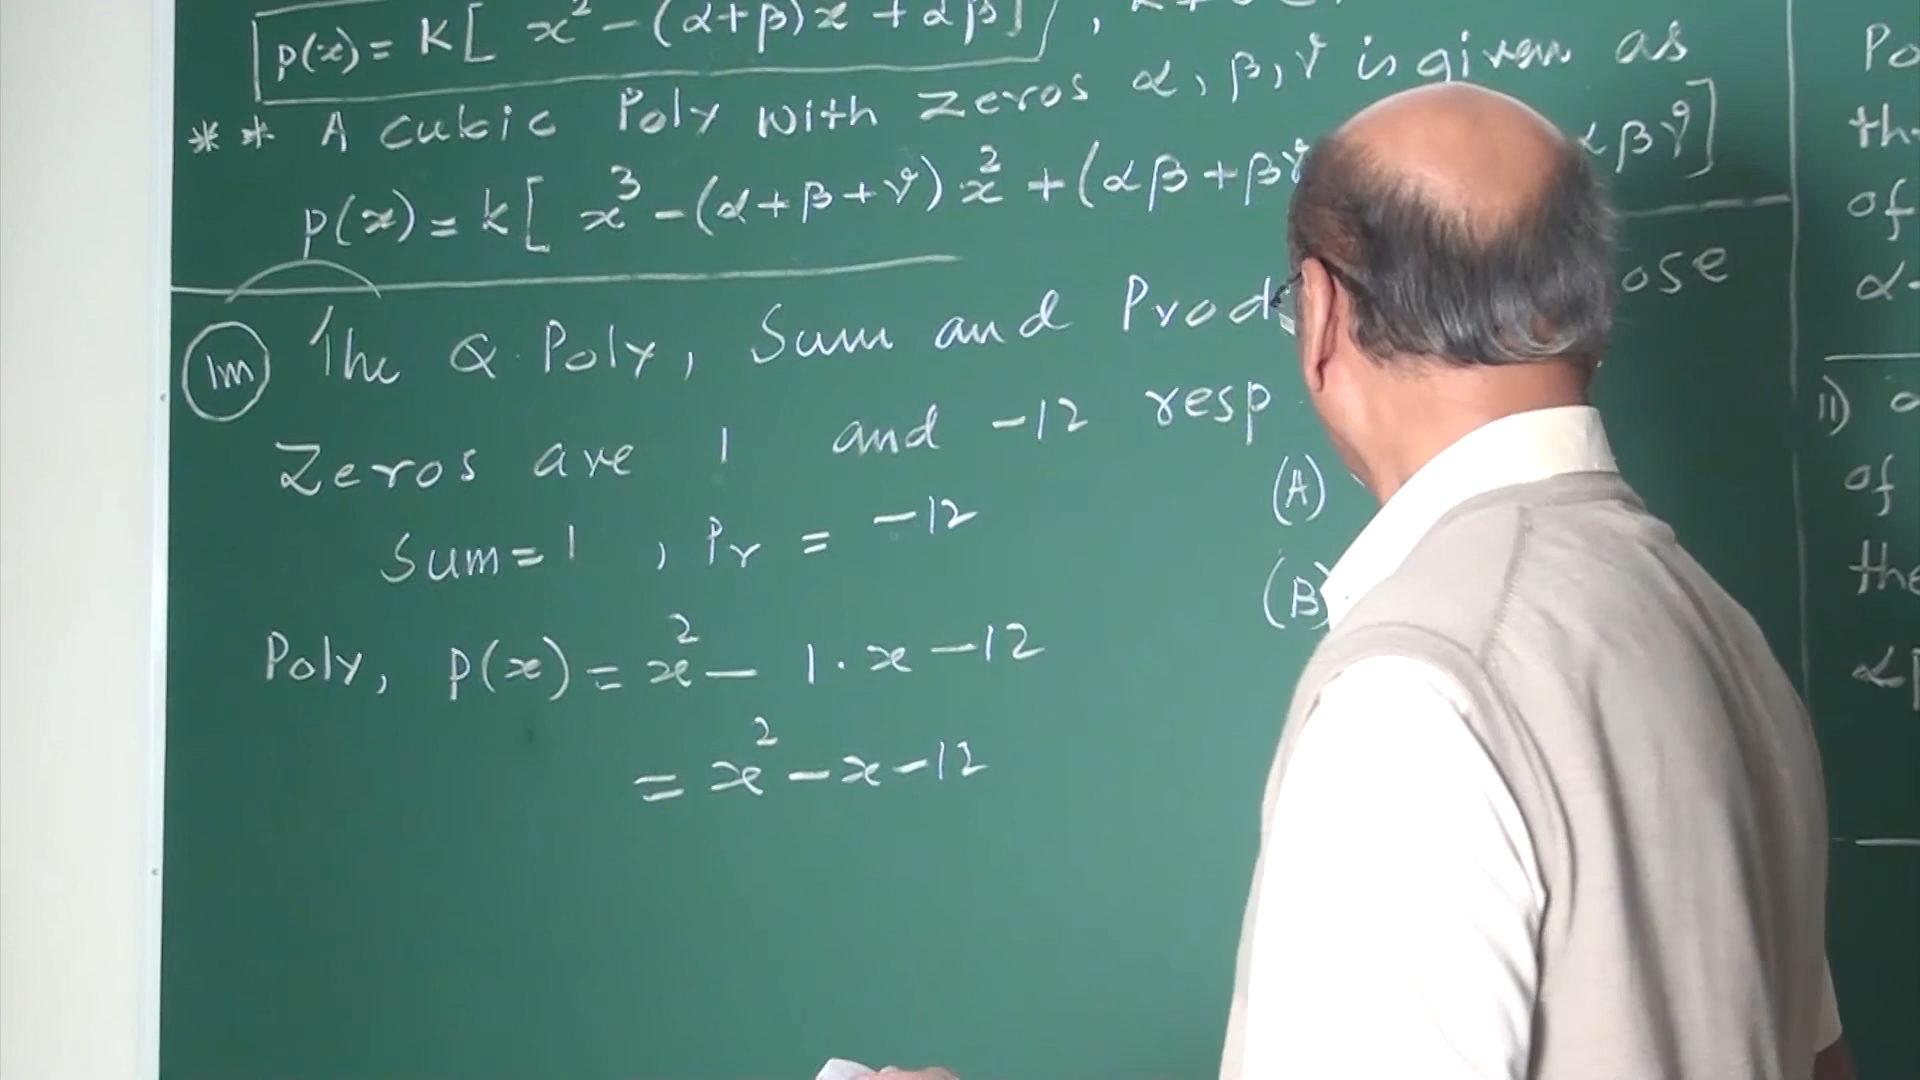 p(x) = K[ x² - (α+β)x + αβ] ,
** A cubic Poly with zeros α, β, γ is given as
p(x) = k[ x³ - (α+β+γ) x² + (αβ+βγ αβγ]
1m The Q. Poly, Sum and Prod ose
zeros are 1 and -12 resp
(A)
Sum = 1 , Pr = -12
(B)
Poly, p(x) = x² - 1·x - 12
= x² - x - 12
Po
th
of
α
ii)
of
the
α